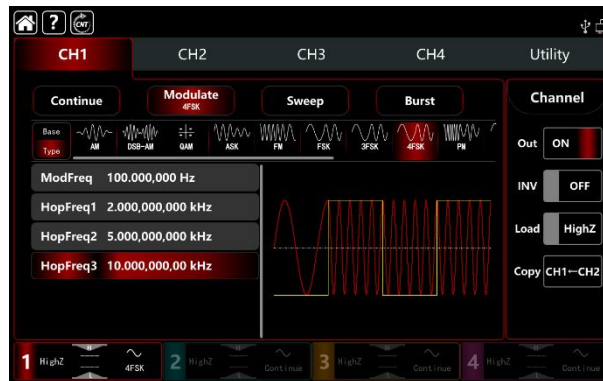 ? CNT
CH1 CH2 CH3 CH4 Utility
Continue Modulate 4FSK Sweep Burst Channel
Base Type AM DSB-AM QAM ASK FM FSK 3FSK 4FSK PM
Out ON
ModFreq 100.000,000 Hz
INV OFF
HopFreq1 2.000,000,000 kHz
HopFreq2 5.000,000,000 kHz
Load HighZ
HopFreq3 10.000,000,00 kHz
Copy CH1←CH2
1 HighZ 4FSK 2 HighZ Continue 3 HighZ Continue 4 HighZ Continue